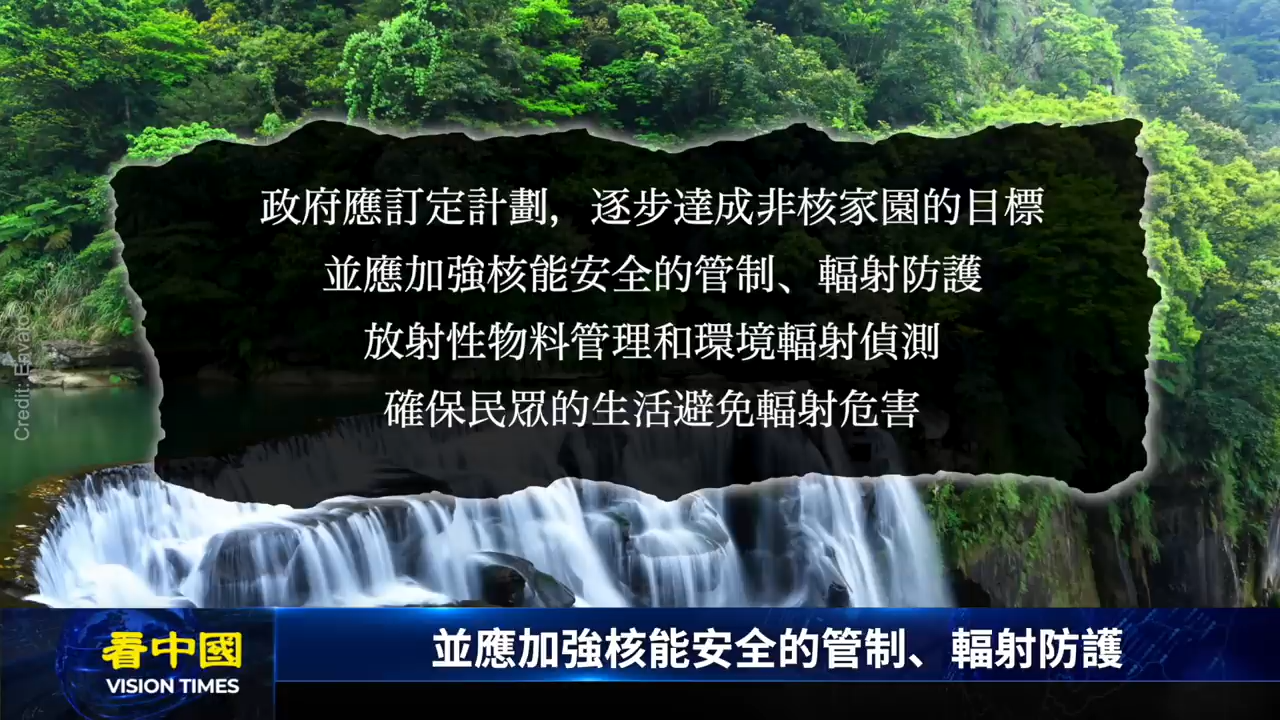 政府應訂定計劃，逐步達成非核家園的目標
並應加強核能安全的管制、輻射防護
放射性物料管理和環境輻射偵測
確保民眾的生活避免輻射危害
Credit: Envato
看中國
VISION TIMES
並應加強核能安全的管制、輻射防護